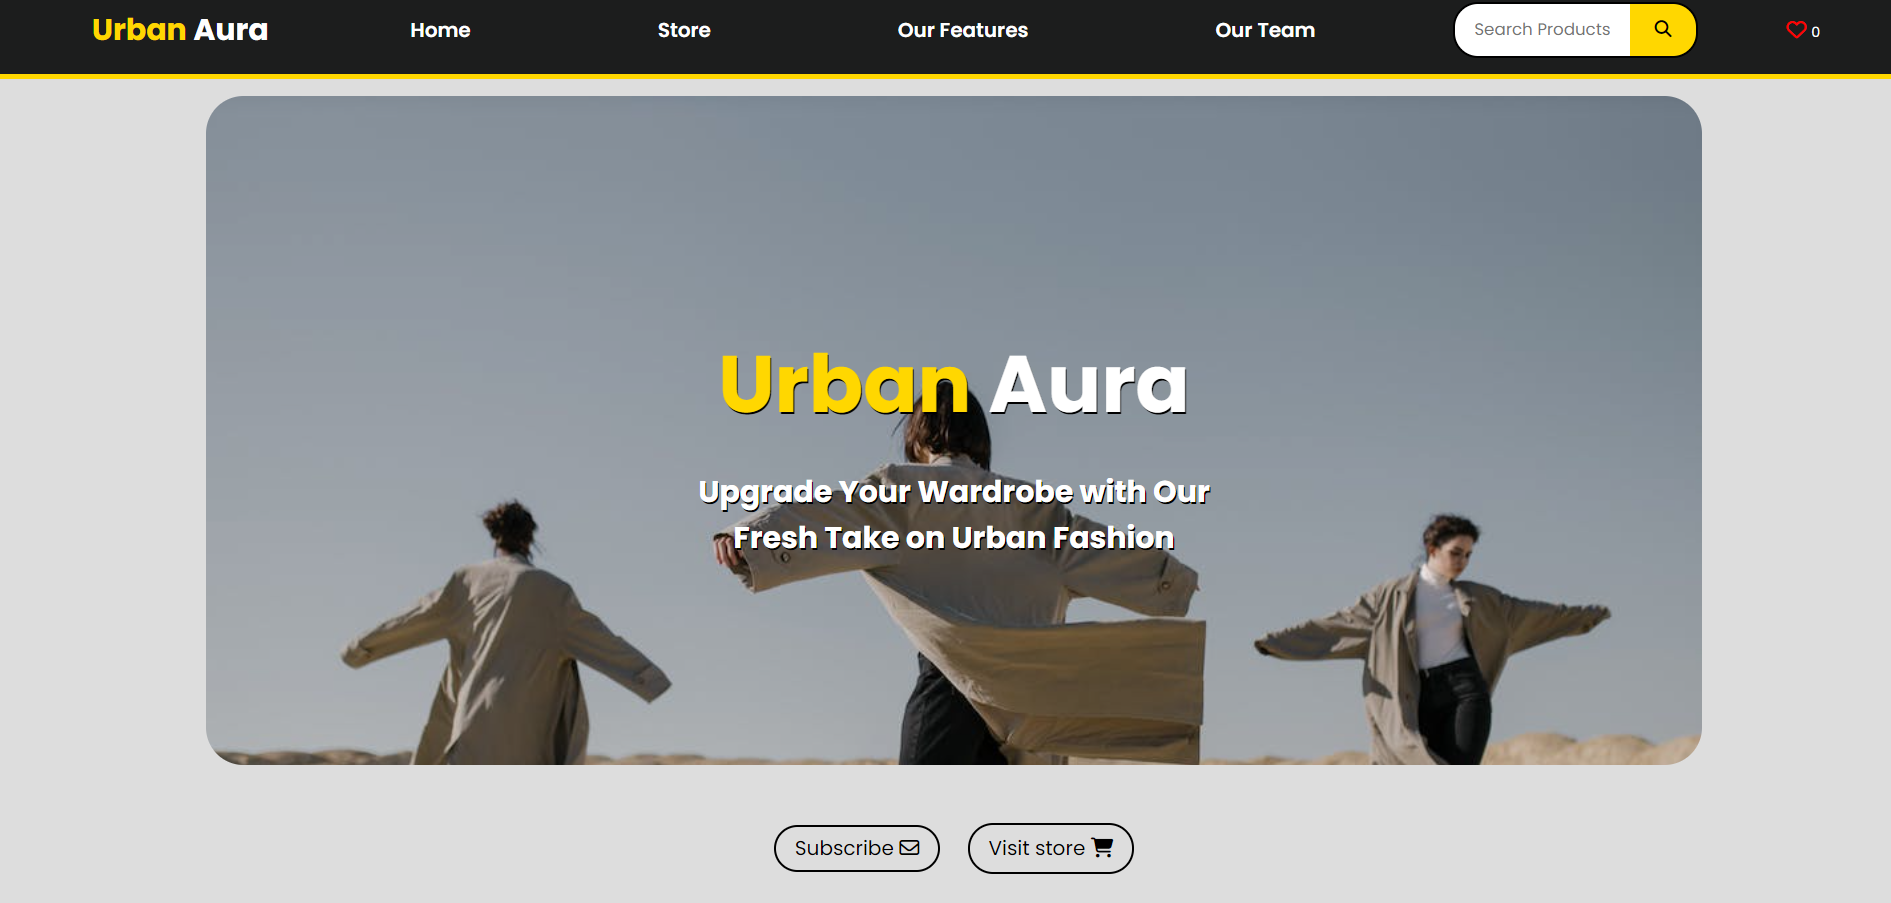 Urban Aura
Home
Store
Our Features
Our Team
Search Products
0
Urban Aura
Upgrade Your Wardrobe with Our
Fresh Take on Urban Fashion
Subscribe
Visit store